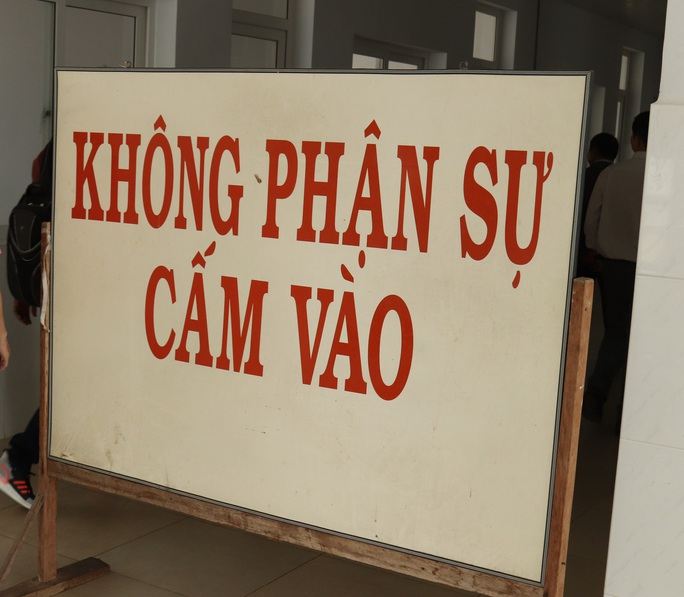 KHÔNG PHẬN SỰ
CẤM VÀO